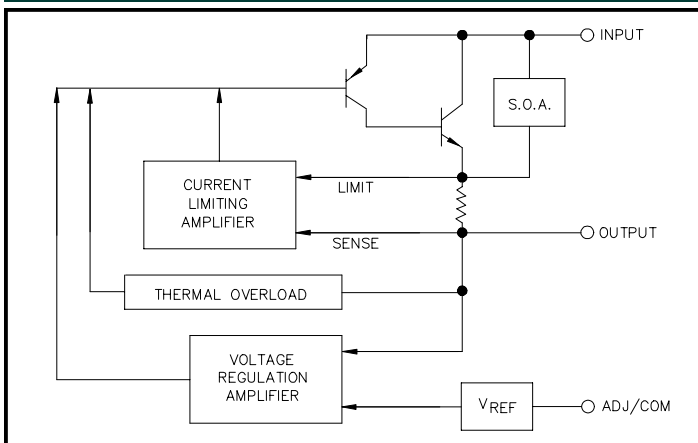 INPUT
S.O.A.
CURRENT
LIMITING
AMPLIFIER
LIMIT
SENSE
OUTPUT
THERMAL OVERLOAD
VOLTAGE
REGULATION
AMPLIFIER
VREF
ADJ/COM